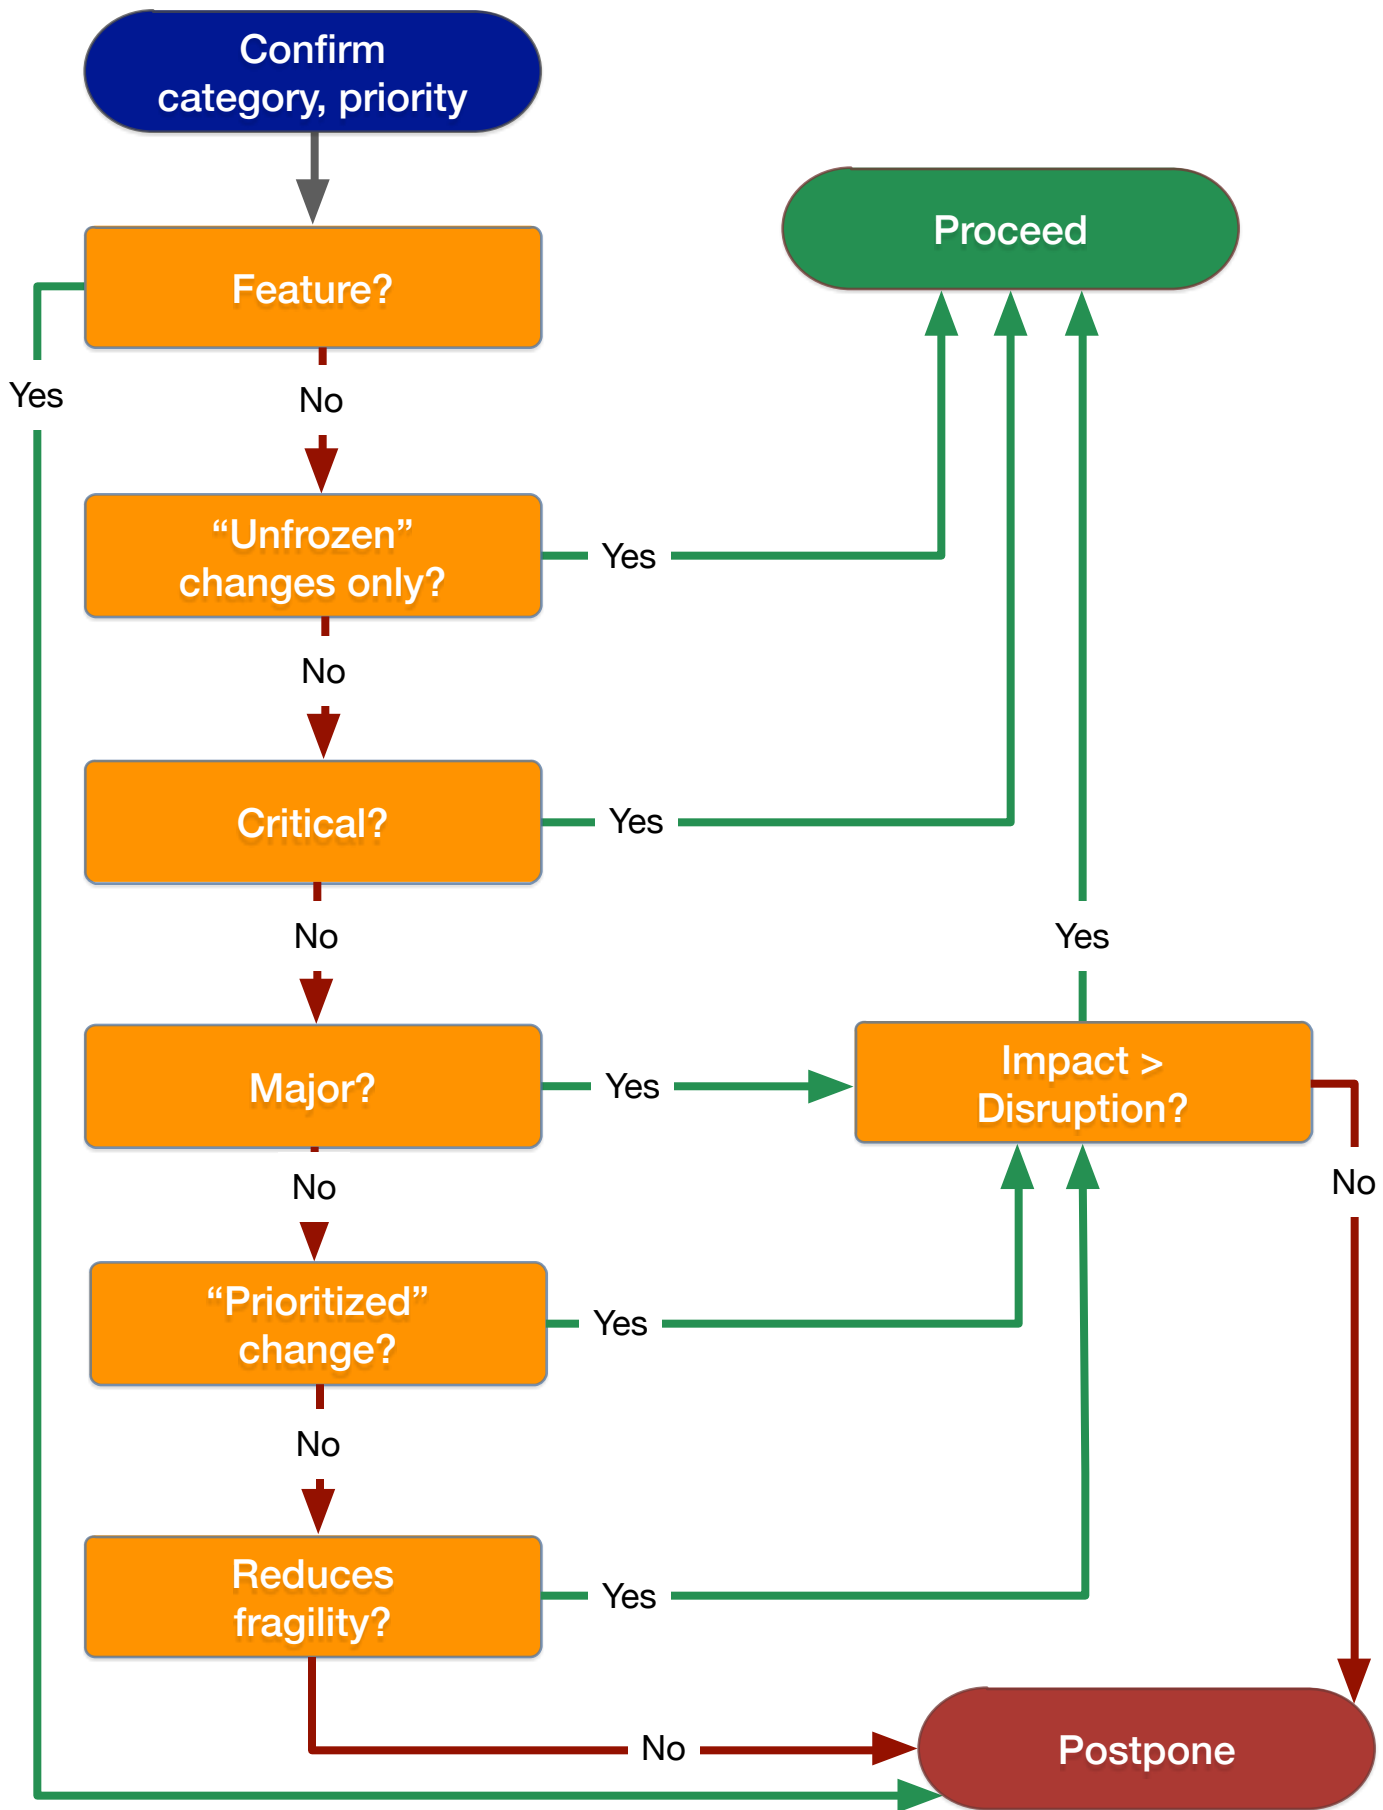 Confirm
category, priority
Proceed
Feature?
Yes
No
“Unfrozen”
changes only?
Yes
No
Critical?
Yes
No
Yes
Major?
Yes
Impact >
Disruption?
No
No
“Prioritized”
change?
Yes
No
Reduces
fragility?
Yes
No
Postpone